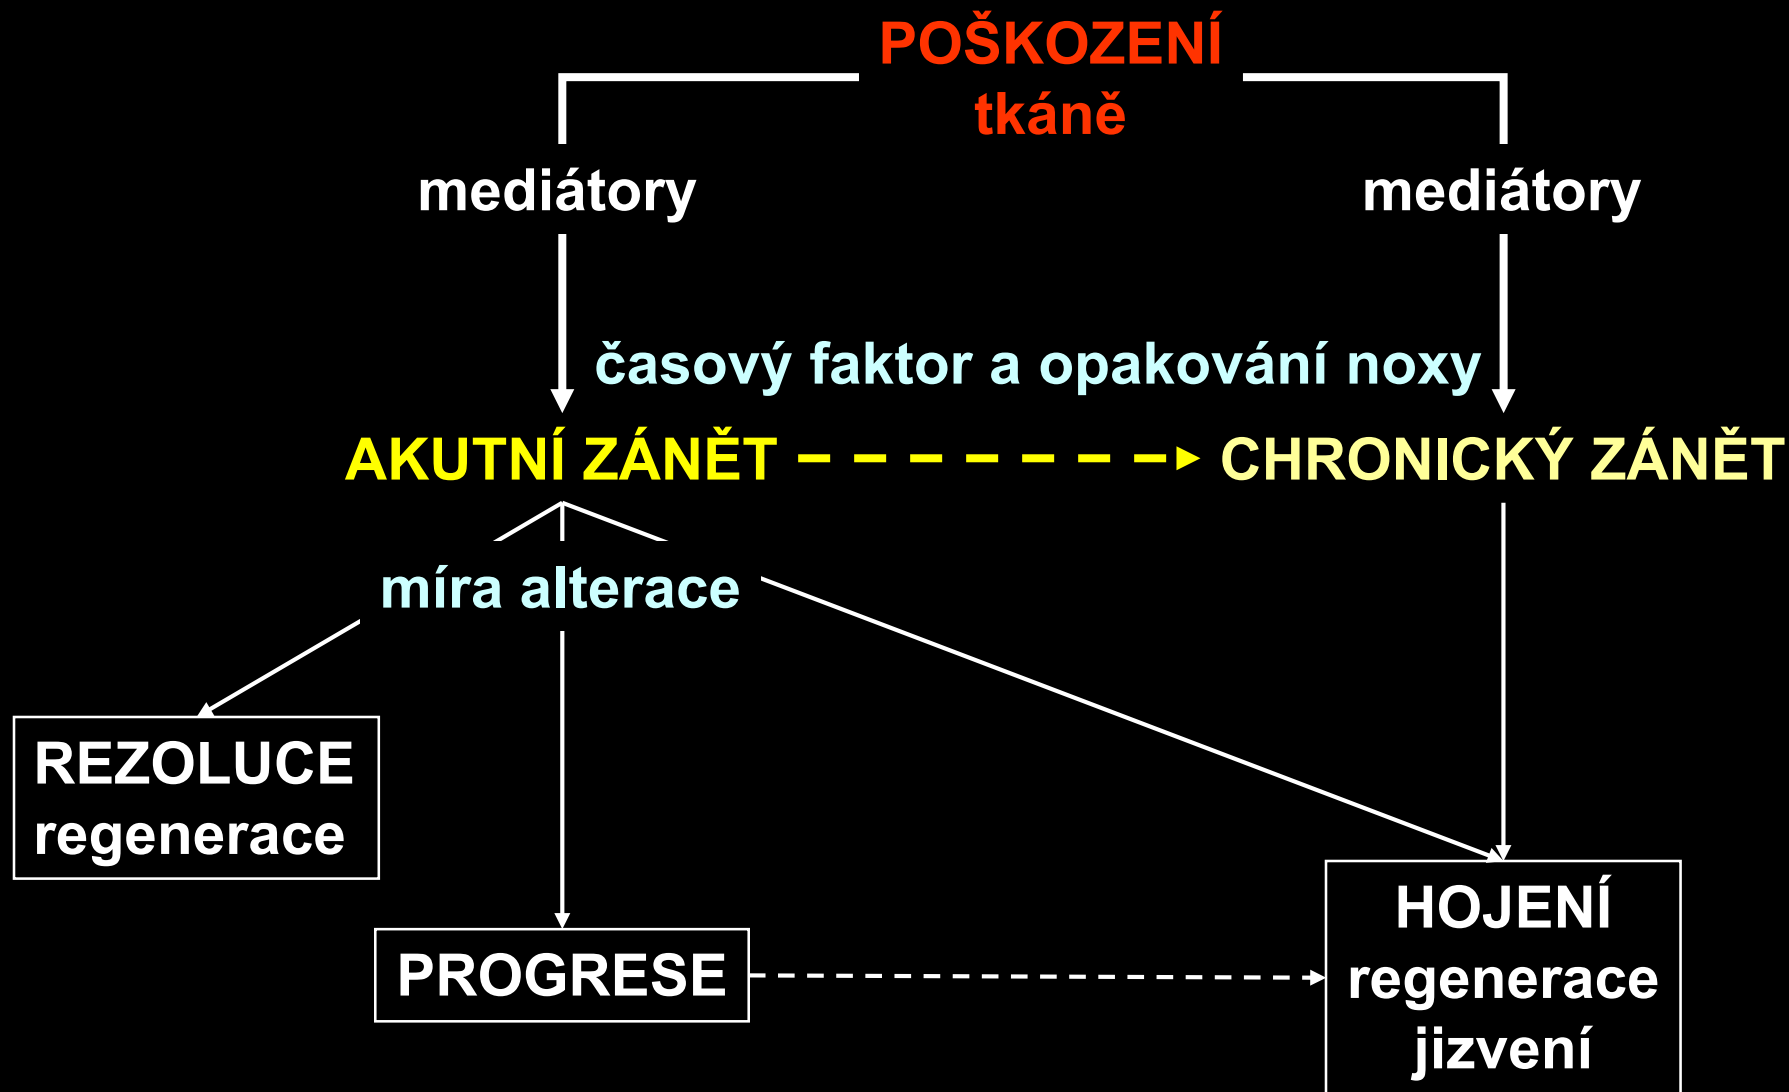 POŠKOZENÍ
tkáně
mediátory
mediátory
časový faktor a opakování noxy
AKUTNÍ ZÁNĚT
CHRONICKÝ ZÁNĚT
míra alterace
REZOLUCE
regenerace
PROGRESE
HOJENÍ
regenerace
jizvení